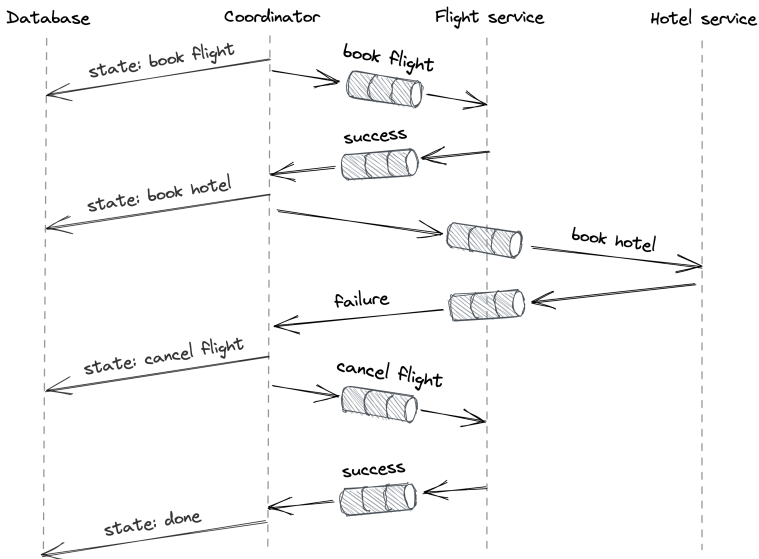 Database
Coordinator
Flight service
Hotel service
state: book flight
book flight
success
state: book hotel
book hotel
failure
state: cancel flight
cancel flight
success
state: done